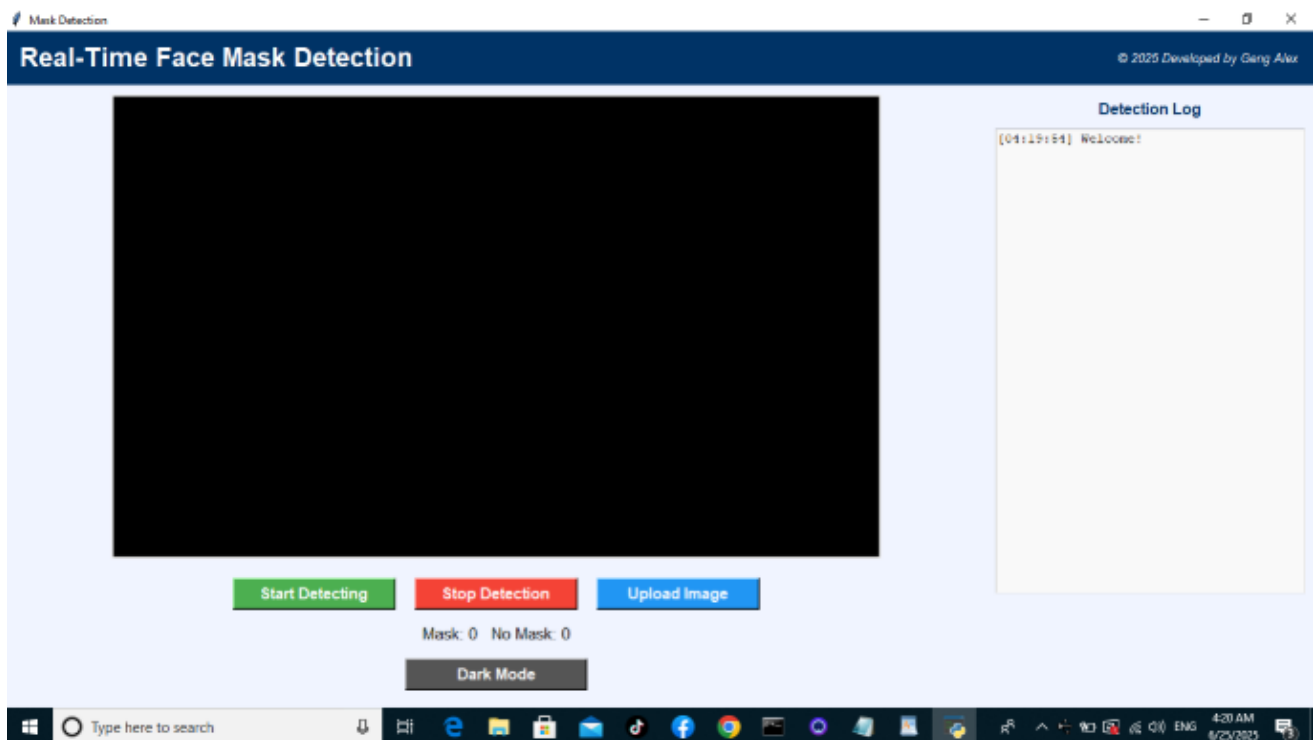 Mask Detection
Real-Time Face Mask Detection
© 2025 Developed by Geng Alex
Detection Log
[04:19:54] Welcome!
Start Detecting
Stop Detection
Upload Image
Mask: 0 No Mask: 0
Dark Mode
Type here to search
ENG
4:20 AM
6/25/2025